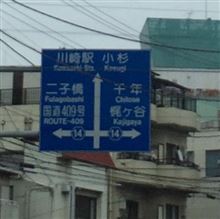 川崎駅 小杉
Kawasaki Sta. Kosugi
二子橋 千年
Futagobashi Chitose
国道409号 梶ヶ谷
ROUTE-409 Kajigaya
14 14